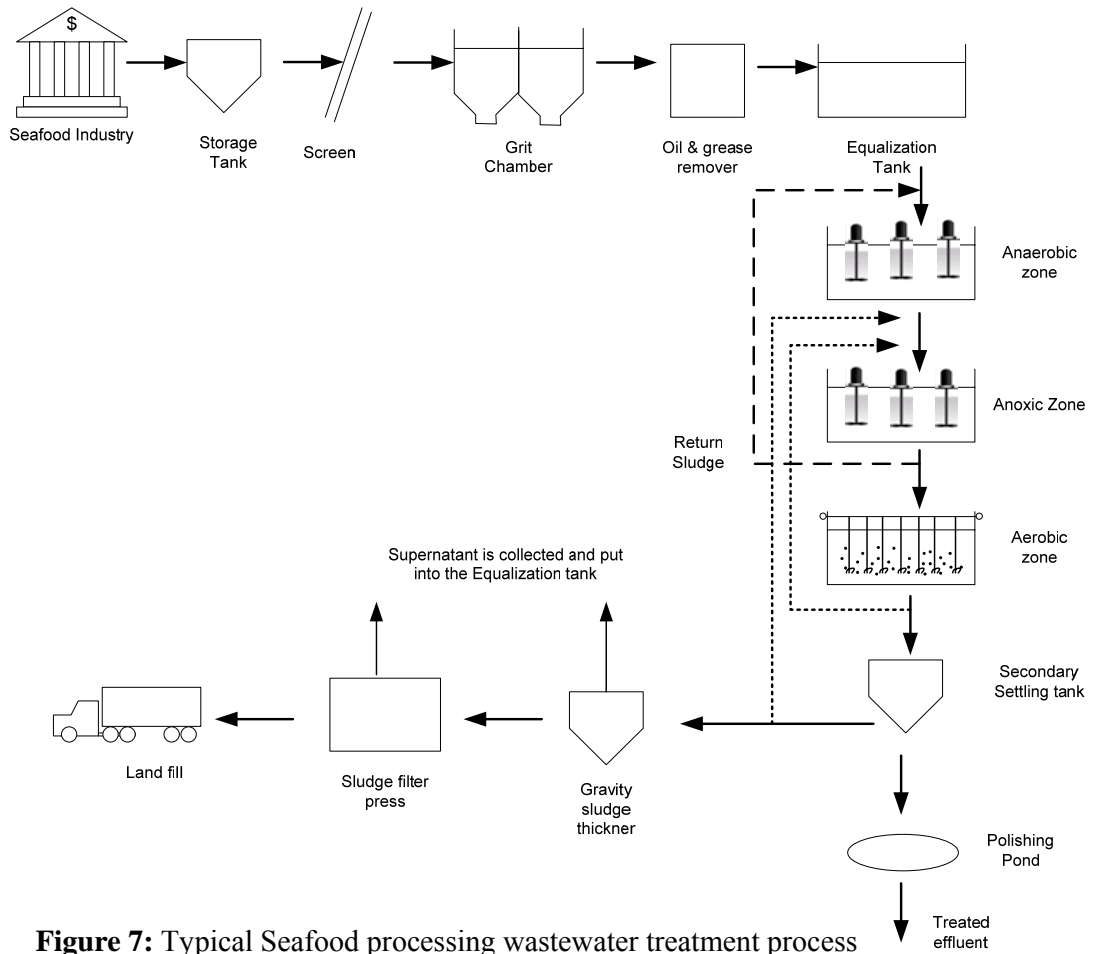 $
Seafood Industry
Storage
Tank
Screen
Grit
Chamber
Oil & grease
remover
Equalization
Tank
Anaerobic
zone
Anoxic Zone
Return
Sludge
Aerobic
zone
Supernatant is collected and put
into the Equalization tank
Secondary
Settling tank
Land fill
Sludge filter
press
Gravity
sludge
thickner
Polishing
Pond
Treated
effluent
Figure 7: Typical Seafood processing wastewater treatment process